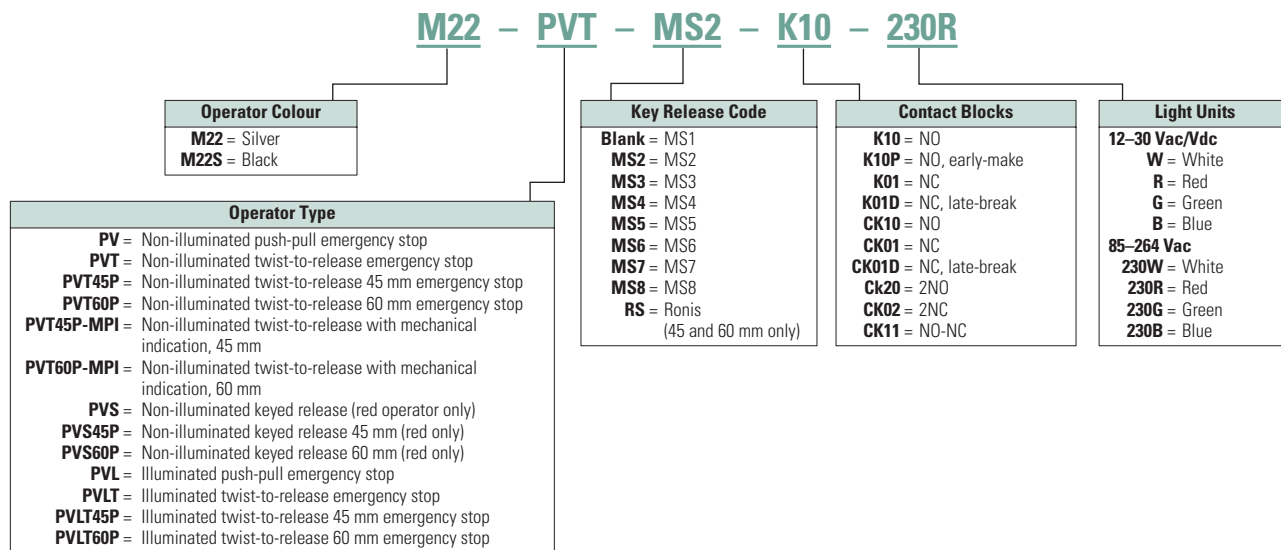 M22 – PVT – MS2 – K10 – 230R
Operator Colour
M22 = Silver
M22S = Black
Operator Type
PV = Non-illuminated push-pull emergency stop
PVT = Non-illuminated twist-to-release emergency stop
PVT45P = Non-illuminated twist-to-release 45 mm emergency stop
PVT60P = Non-illuminated twist-to-release 60 mm emergency stop
PVT45P-MPI = Non-illuminated twist-to-release with mechanical
indication, 45 mm
PVT60P-MPI = Non-illuminated twist-to-release with mechanical
indication, 60 mm
PVS = Non-illuminated keyed release (red operator only)
PVS45P = Non-illuminated keyed release 45 mm (red only)
PVS60P = Non-illuminated keyed release 60 mm (red only)
PVL = Illuminated push-pull emergency stop
PVLT = Illuminated twist-to-release emergency stop
PVLT45P = Illuminated twist-to-release 45 mm emergency stop
PVLT60P = Illuminated twist-to-release 60 mm emergency stop
Key Release Code
Blank = MS1
MS2 = MS2
MS3 = MS3
MS4 = MS4
MS5 = MS5
MS6 = MS6
MS7 = MS7
MS8 = MS8
RS = Ronis
(45 and 60 mm only)
Contact Blocks
K10 = NO
K10P = NO, early-make
K01 = NC
K01D = NC, late-break
CK10 = NO
CK01 = NC
CK01D = NC, late-break
Ck20 = 2NO
CK02 = 2NC
CK11 = NO-NC
Light Units
12–30 Vac/Vdc
W = White
R = Red
G = Green
B = Blue
85–264 Vac
230W = White
230R = Red
230G = Green
230B = Blue